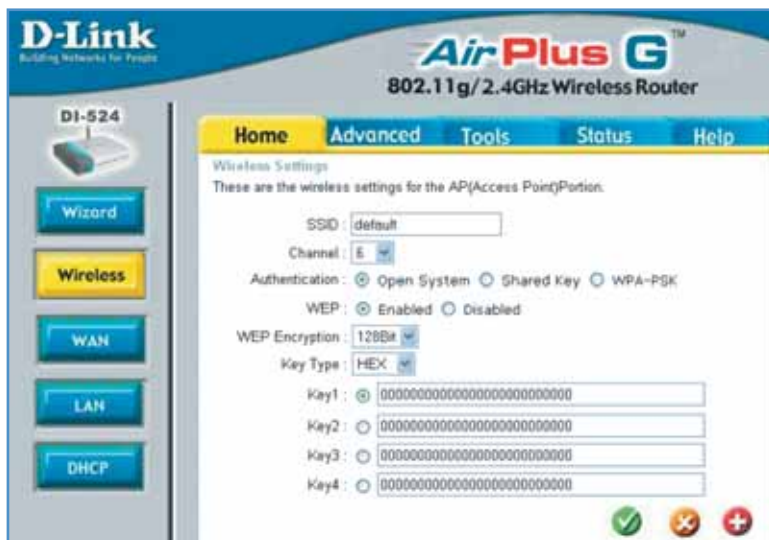 D-Link
Building Networks for People
AirPlus G™
802.11g/2.4GHz Wireless Router
DI-524
Home Advanced Tools Status Help
Wizard
Wireless
WAN
LAN
DHCP
Wireless Settings
These are the wireless settings for the AP(Access Point)Portion.
SSID : default
Channel : 6
Authentication : Open System Shared Key WPA-PSK
WEP : Enabled Disabled
WEP Encryption : 128Bit
Key Type : HEX
Key1 : 00000000000000000000000000
Key2 : 00000000000000000000000000
Key3 : 00000000000000000000000000
Key4 : 00000000000000000000000000